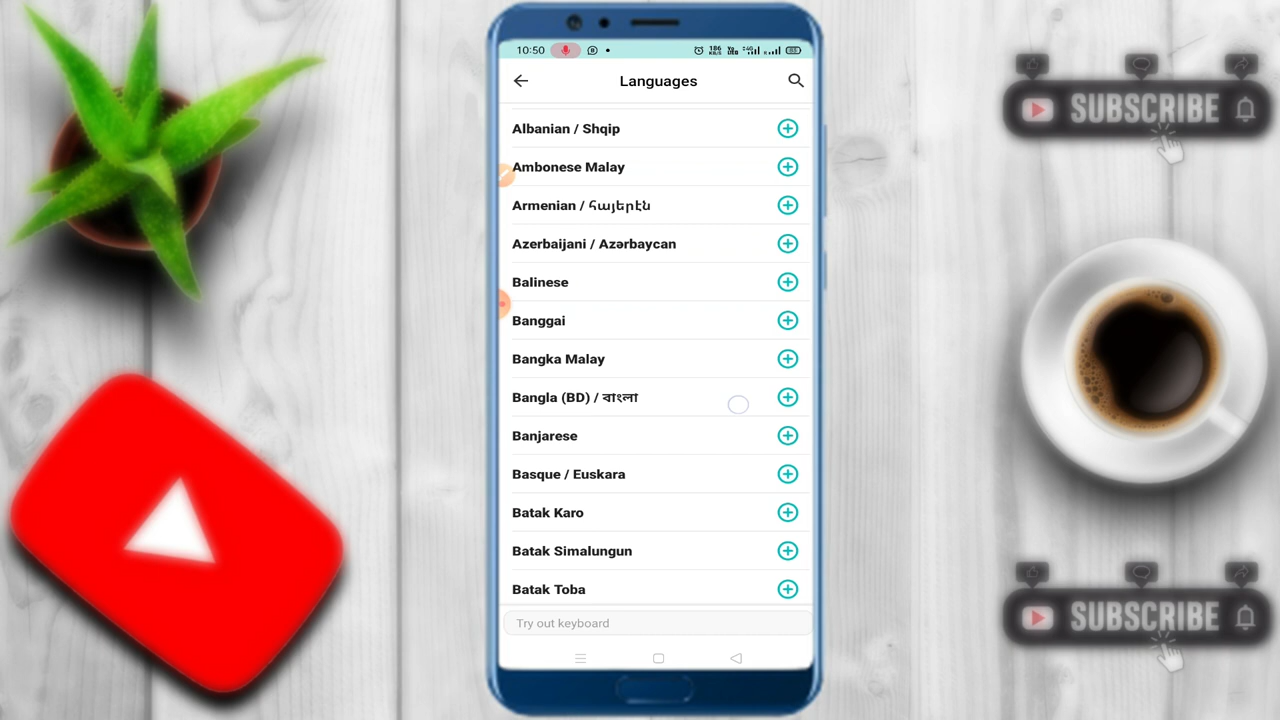 10:50
Languages
Albanian / Shqip
Ambonese Malay
Armenian / հայերէն
Azerbaijani / Azərbaycan
Balinese
Banggai
Bangka Malay
Bangla (BD) / বাংলা
Banjarese
Basque / Euskara
Batak Karo
Batak Simalungun
Batak Toba
Try out keyboard
SUBSCRIBE
SUBSCRIBE